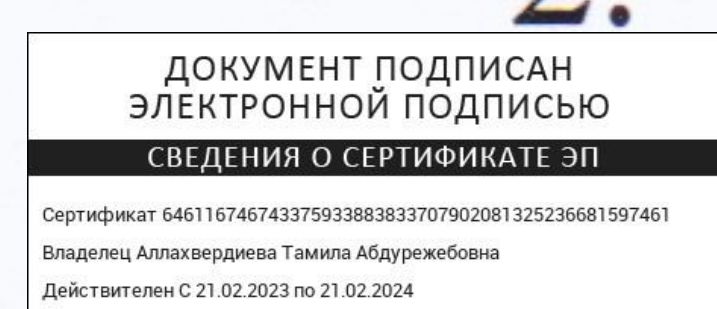 2.
ДОКУМЕНТ ПОДПИСАН
ЭЛЕКТРОННОЙ ПОДПИСЬЮ
СВЕДЕНИЯ О СЕРТИФИКАТЕ ЭП
Сертификат 646116746743375933883833707902081325236681597461
Владелец Аллахвердиева Тамила Абдурежебовна
Действителен С 21.02.2023 по 21.02.2024